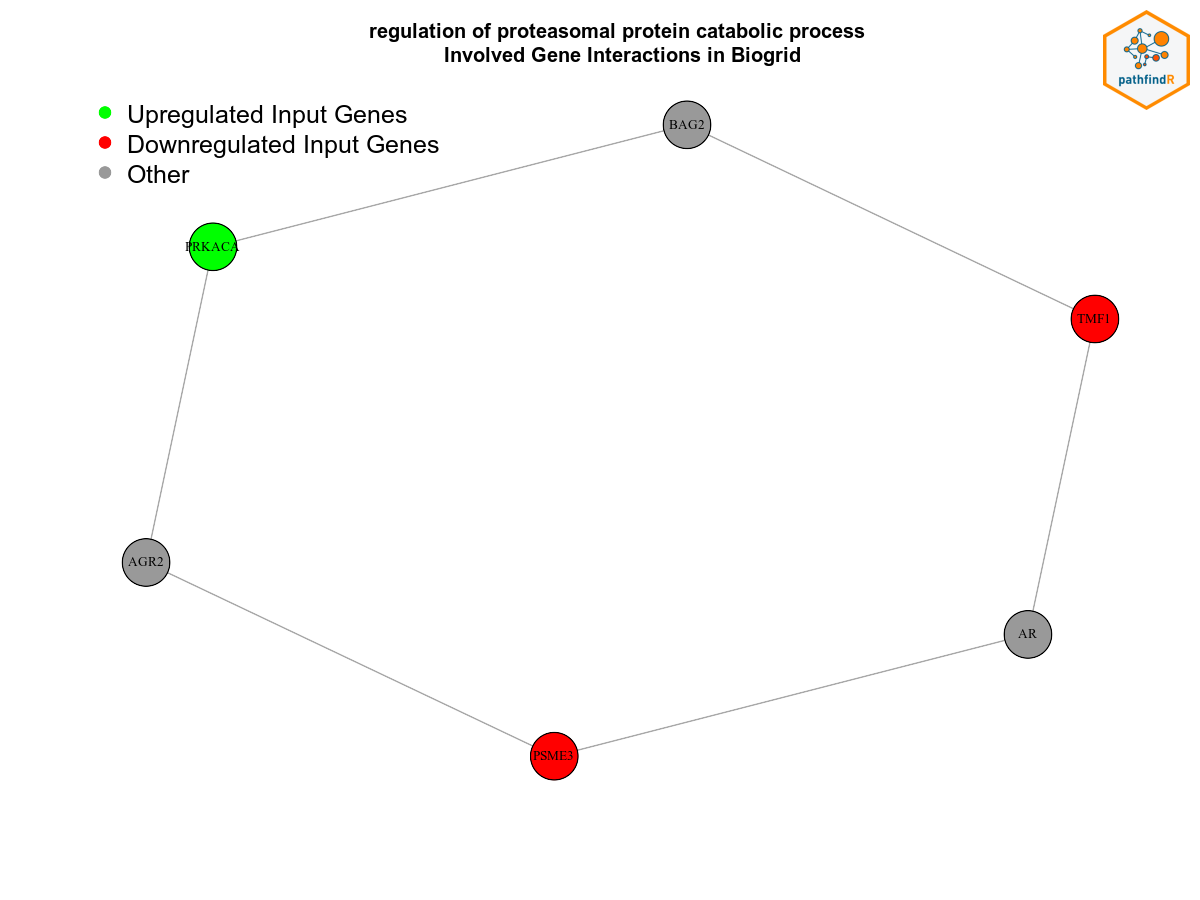 regulation of proteasomal protein catabolic process
Involved Gene Interactions in Biogrid
pathfindR
Upregulated Input Genes
Downregulated Input Genes
Other
BAG2
PRKACA
TMF1
AGR2
AR
PSME3